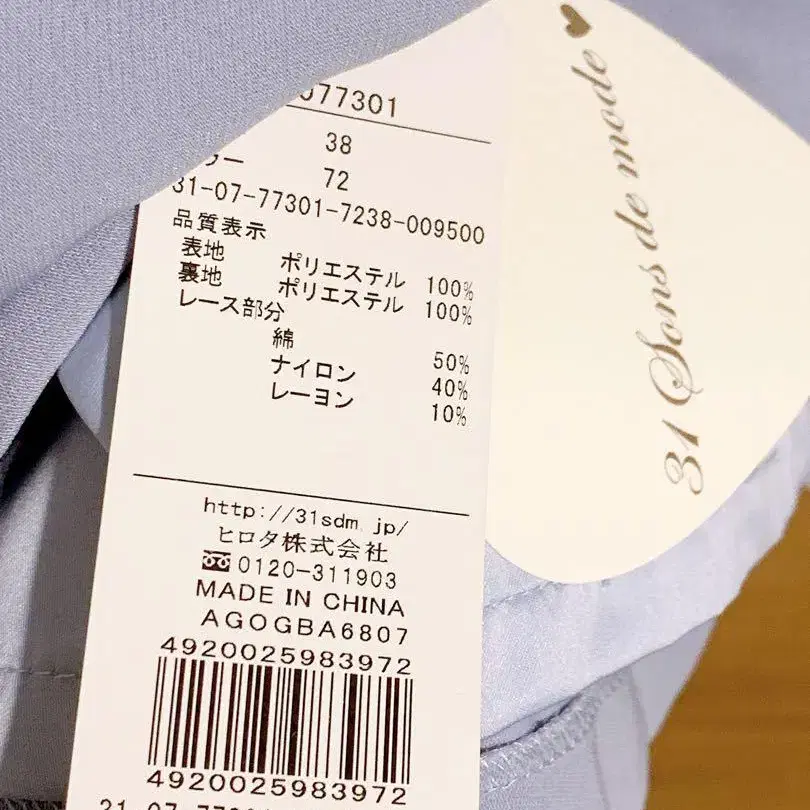 77301
38
ラー 72
31-07-77301-7238-009500
品質表示
表地 ポリエステル 100%
裏地 ポリエステル 100%
レース部分
綿 50%
ナイロン 40%
レーヨン 10%
http://31sdm.jp/
ヒロタ株式会社
0120-311903
MADE IN CHINA
AGOGBA6807
4920025983972
4920025983972
31 Sons de mode